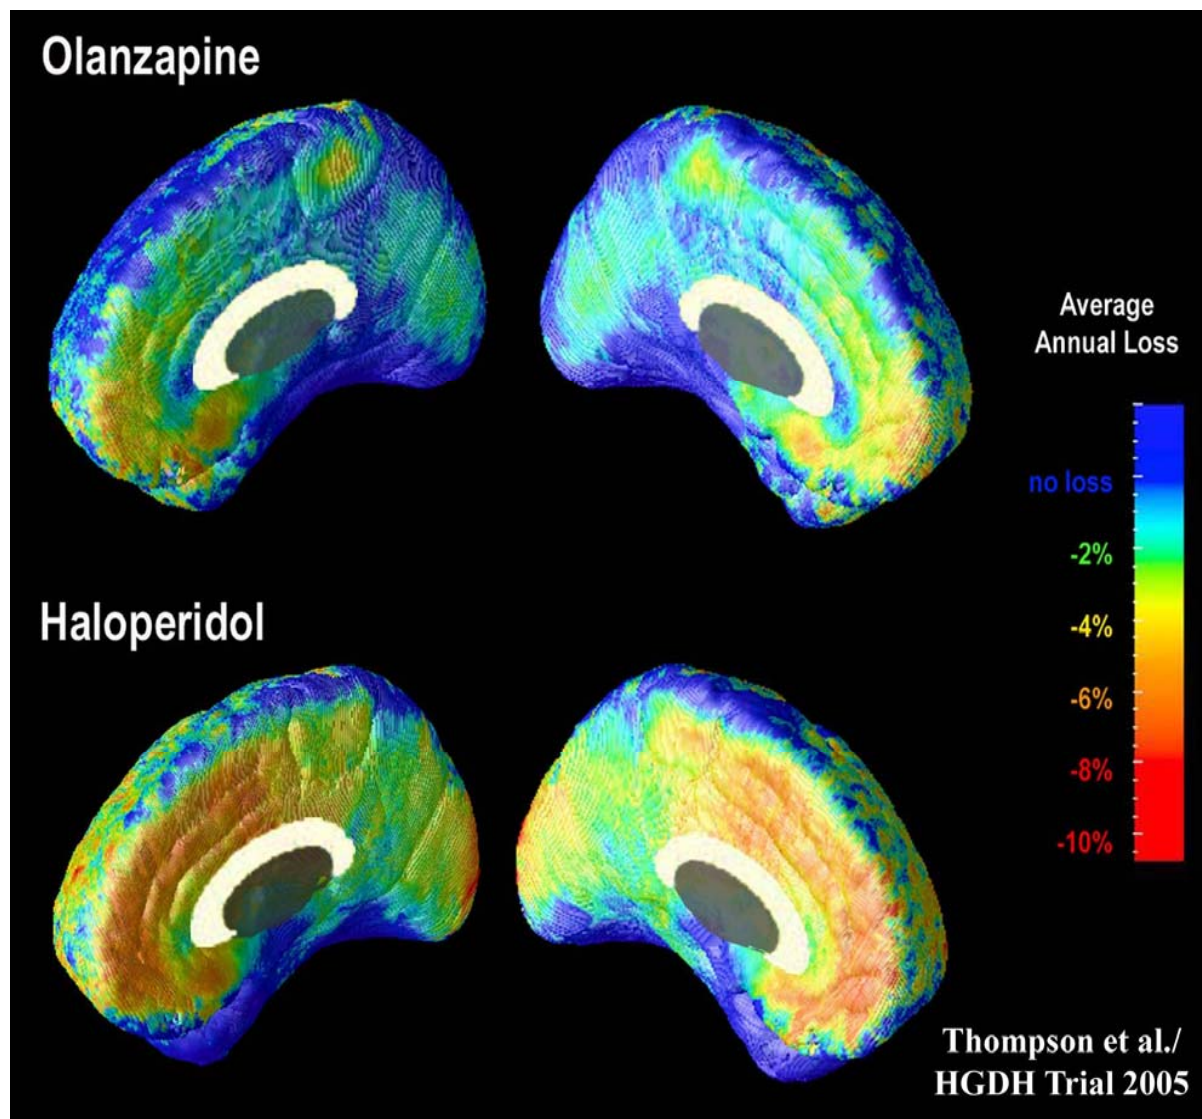 Olanzapine
Average
Annual Loss
no loss
-2%
-4%
-6%
-8%
-10%
Haloperidol
Thompson et al./
HGDH Trial 2005